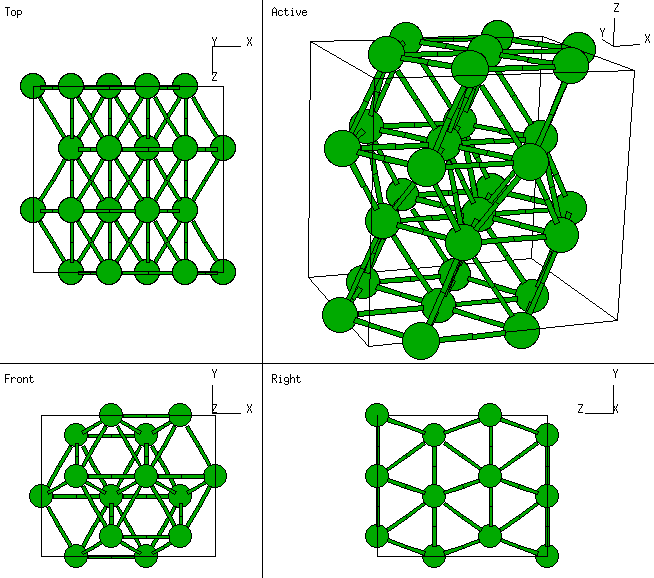 Top
Y X
Z
Active
Z
Y X
Front
Y
Z X
Right
Y
Z X